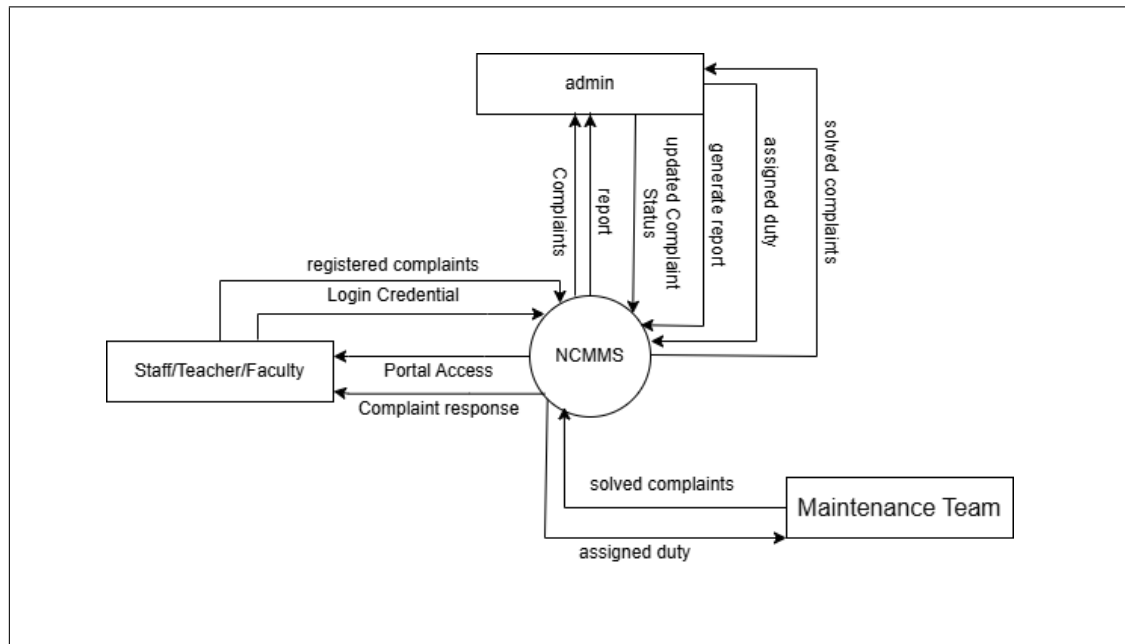 admin
Complaints
report
updated Complaint
Status
generate report
assigned duty
solved complaints
registered complaints
Login Credential
Staff/Teacher/Faculty
NCMMS
Portal Access
Complaint response
solved complaints
Maintenance Team
assigned duty